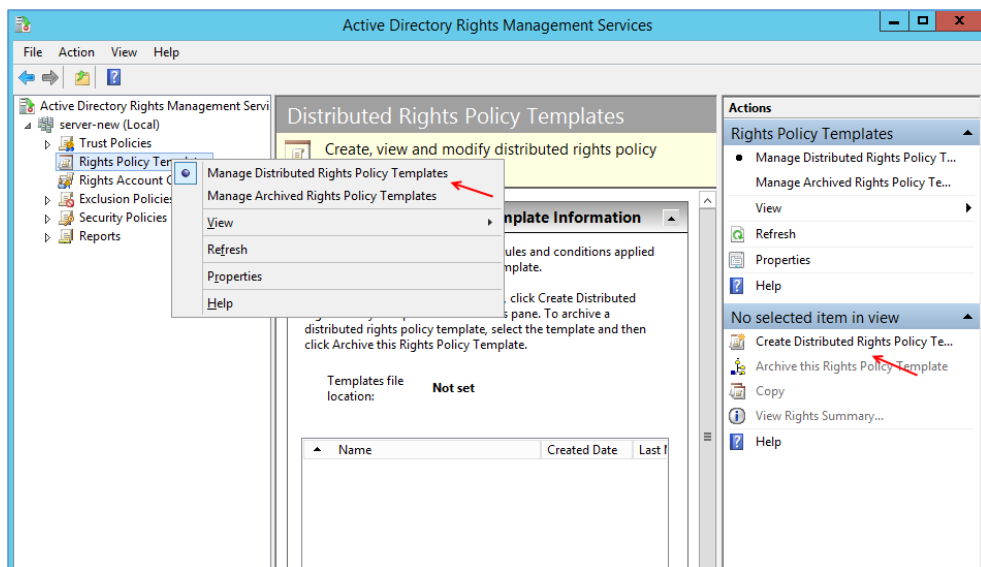 Active Directory Rights Management Services
File Action View Help
Active Directory Rights Management Servi
server-new (Local)
Trust Policies
Rights Policy Templat
Rights Account C
Exclusion Policies
Security Policies
Reports
Manage Distributed Rights Policy Templates
Manage Archived Rights Policy Templates
View
Refresh
Properties
Help
Distributed Rights Policy Templates
Create, view and modify distributed rights policy
mplate Information
ules and conditions applied
mplate.
, click Create Distributed
s pane. To archive a
distributed rights policy template, select the template and then
click Archive this Rights Policy Template.
Templates file
location:
Not set
Name Created Date Last M
Actions
Rights Policy Templates
Manage Distributed Rights Policy T...
Manage Archived Rights Policy Te...
View
Refresh
Properties
Help
No selected item in view
Create Distributed Rights Policy Te...
Archive this Rights Policy Template
Copy
View Rights Summary...
Help